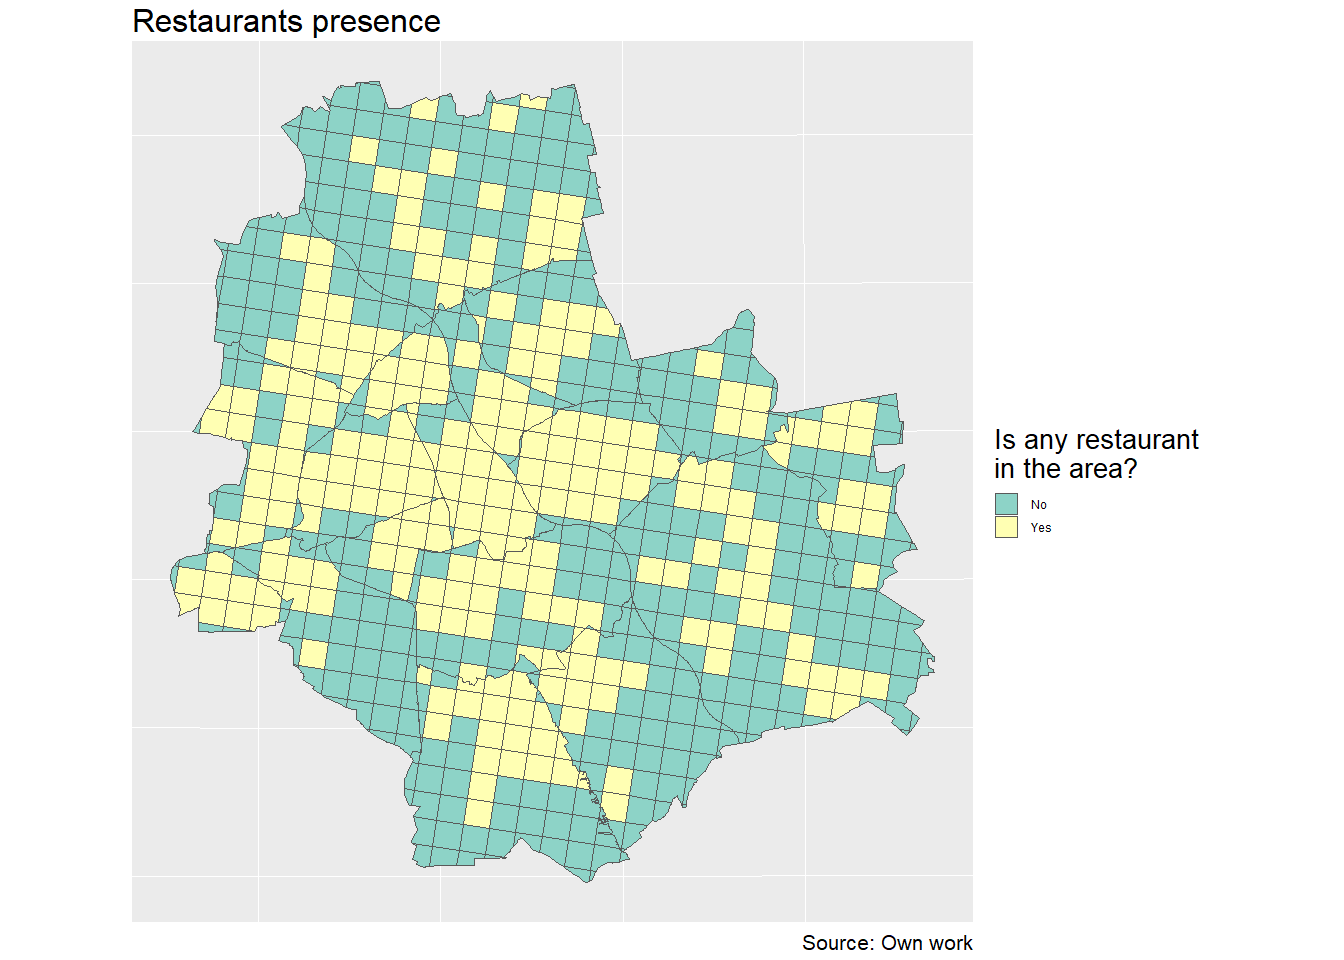 Restaurants presence
Is any restaurant
in the area?
No
Yes
Source: Own work